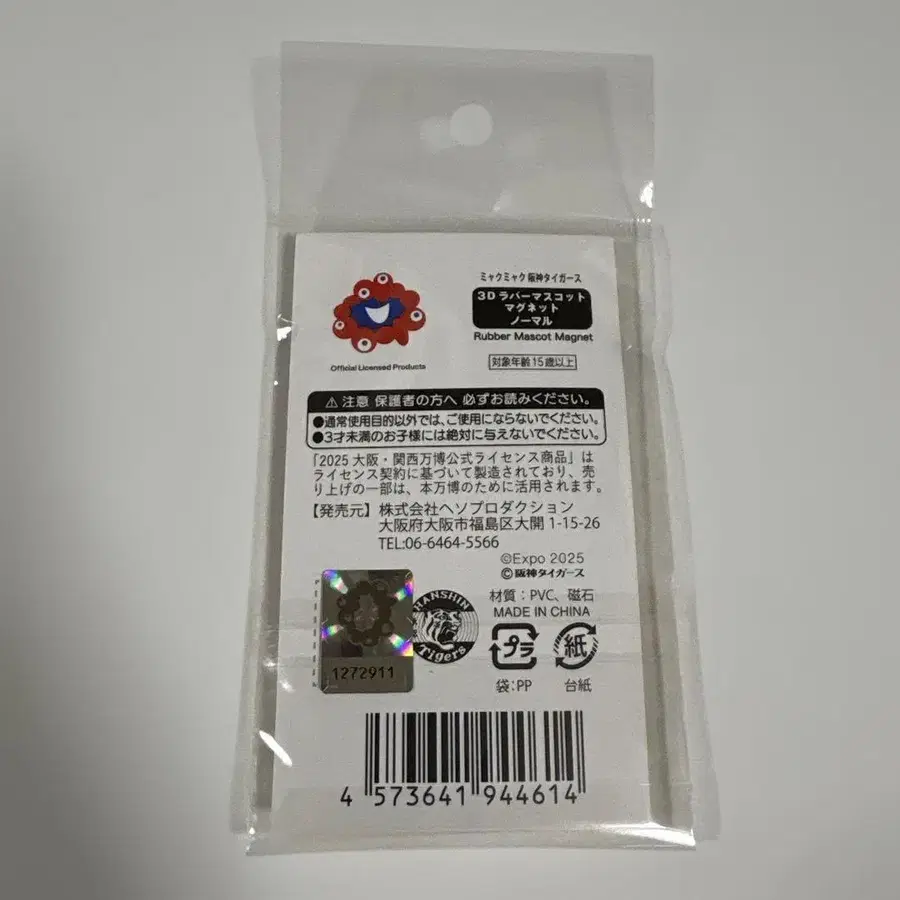 ミャクミャク 阪神タイガース
3D ラバーマスコット
マグネット
ノーマル
Rubber Mascot Magnet
Official Licensed Products
対象年齢15歳以上
⚠注意 保護者の方へ 必ずお読みください。
●通常使用目的以外では、ご使用にならないでください。
●3才未満のお子様には絶対に与えないでください。
「2025 大阪・関西万博公式ライセンス商品」は
ライセンス契約に基づいて製造されており、売
り上げの一部は、本万博のために活用されます。
【発売元】株式会社ヘソプロダクション
大阪府大阪市福島区大開 1-15-26
TEL:06-6464-5566
©Expo 2025
©阪神タイガース
材質：PVC、磁石
MADE IN CHINA
1272911
HANSHIN
Tigers
プラ
紙
袋：PP
台紙
4 573641 944614